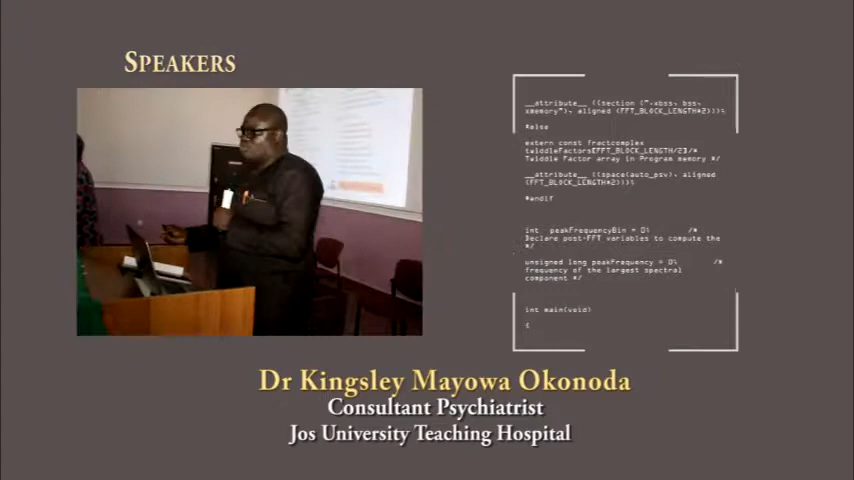 SPEAKERS
__attribute__ ((section (".xbss, bss,
xmemory"), aligned (FFT_BLOCK_LENGTH*2)));
#else
extern const fractcomplex
twiddleFactors[FFT_BLOCK_LENGTH/2] /*
Twiddle Factor array in Program memory */
__attribute__ ((space(auto_psv), aligned
(FFT_BLOCK_LENGTH*2)));
#endif
int peakFrequencyBin = 0; /*
Declare post-FFT variables to compute the
*/
unsigned long peakFrequency = 0; /*
frequency of the largest spectral
component */
int main(void)
{
Dr Kingsley Mayowa Okonoda
Consultant Psychiatrist
Jos University Teaching Hospital